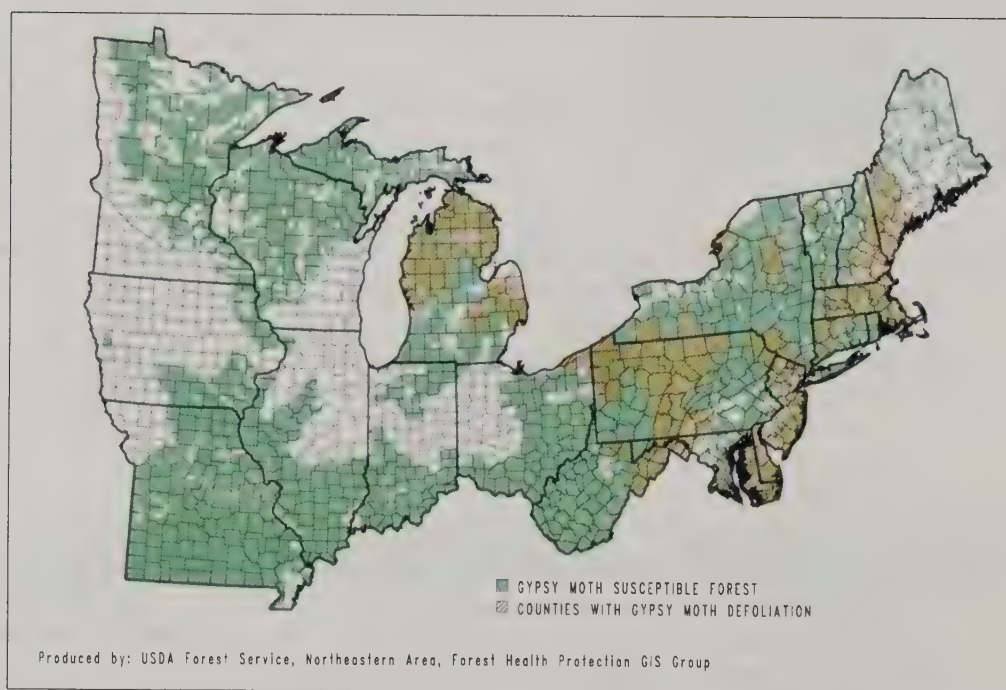 GYPSY MOTH SUSCEPTIBLE FOREST
COUNTIES WITH GYPSY MOTH DEFOLIATION
Produced by: USDA Forest Service, Northeastern Area, Forest Health Protection GIS Group